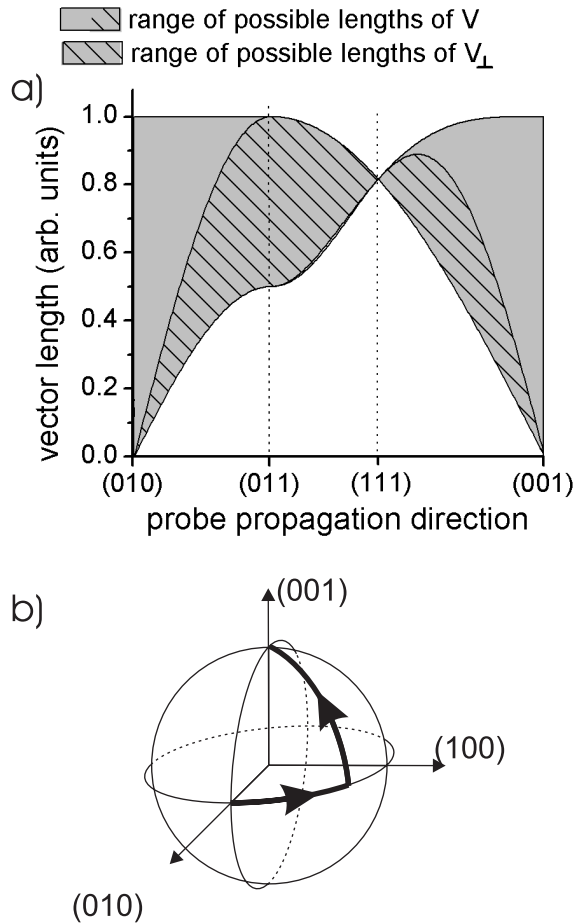 range of possible lengths of V
range of possible lengths of V⊥
a)
1.0
0.8
0.6
0.4
0.2
0.0
vector length (arb. units)
(010) (011) (111) (001)
probe propagation direction
b)
(001)
(100)
(010)